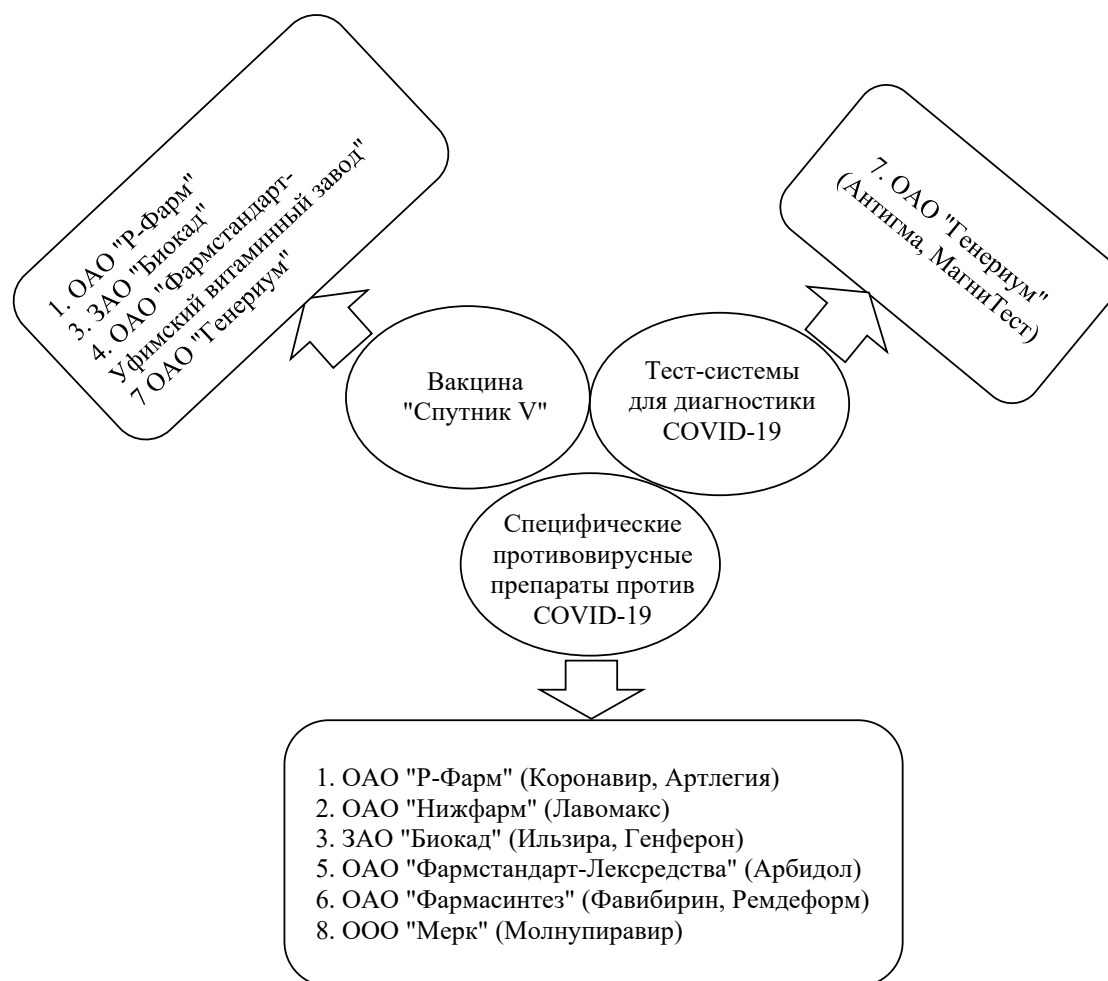 1. ОАО "Р-Фарм"
3. ЗАО "Биокад"
4. ОАО "Фармстандарт-
Уфимский витаминный завод"
7 ОАО "Генериум"
7. ОАО "Генериум"
(Антигма, МагниТест)
Вакцина
"Спутник V"
Тест-системы
для диагностики
COVID-19
Специфические
противовирусные
препараты против
COVID-19
1. ОАО "Р-Фарм" (Коронавир, Артлегия)
2. ОАО "Нижфарм" (Лавомакс)
3. ЗАО "Биокад" (Ильзира, Генферон)
5. ОАО "Фармстандарт-Лексредства" (Арбидол)
6. ОАО "Фармасинтез" (Фавибирин, Ремдеформ)
8. ООО "Мерк" (Молнупиравир)